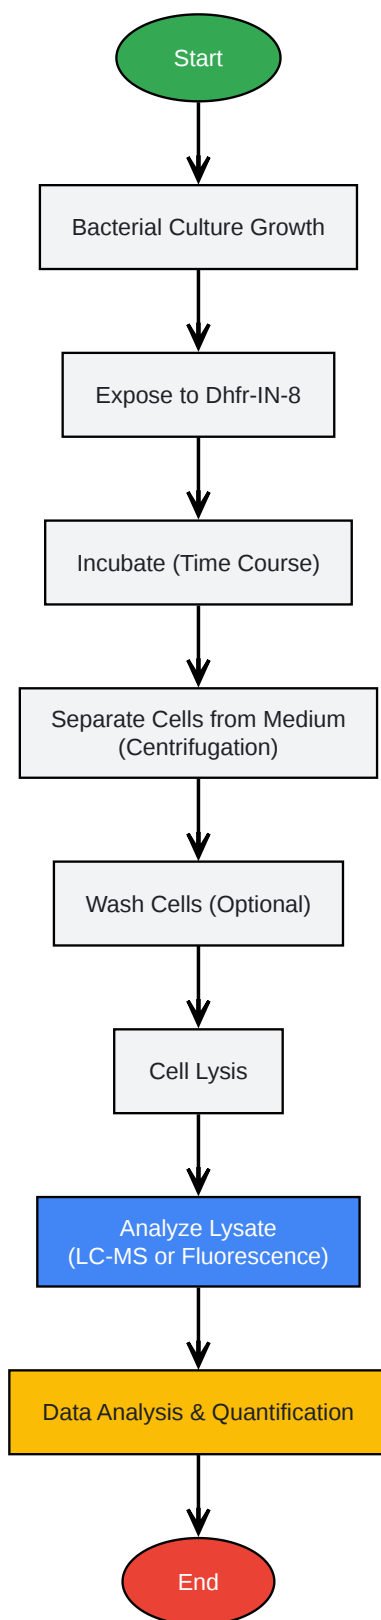 Start
Bacterial Culture Growth
Expose to Dhfr-IN-8
Incubate (Time Course)
Separate Cells from Medium
(Centrifugation)
Wash Cells (Optional)
Cell Lysis
Analyze Lysate
(LC-MS or Fluorescence)
Data Analysis & Quantification
End